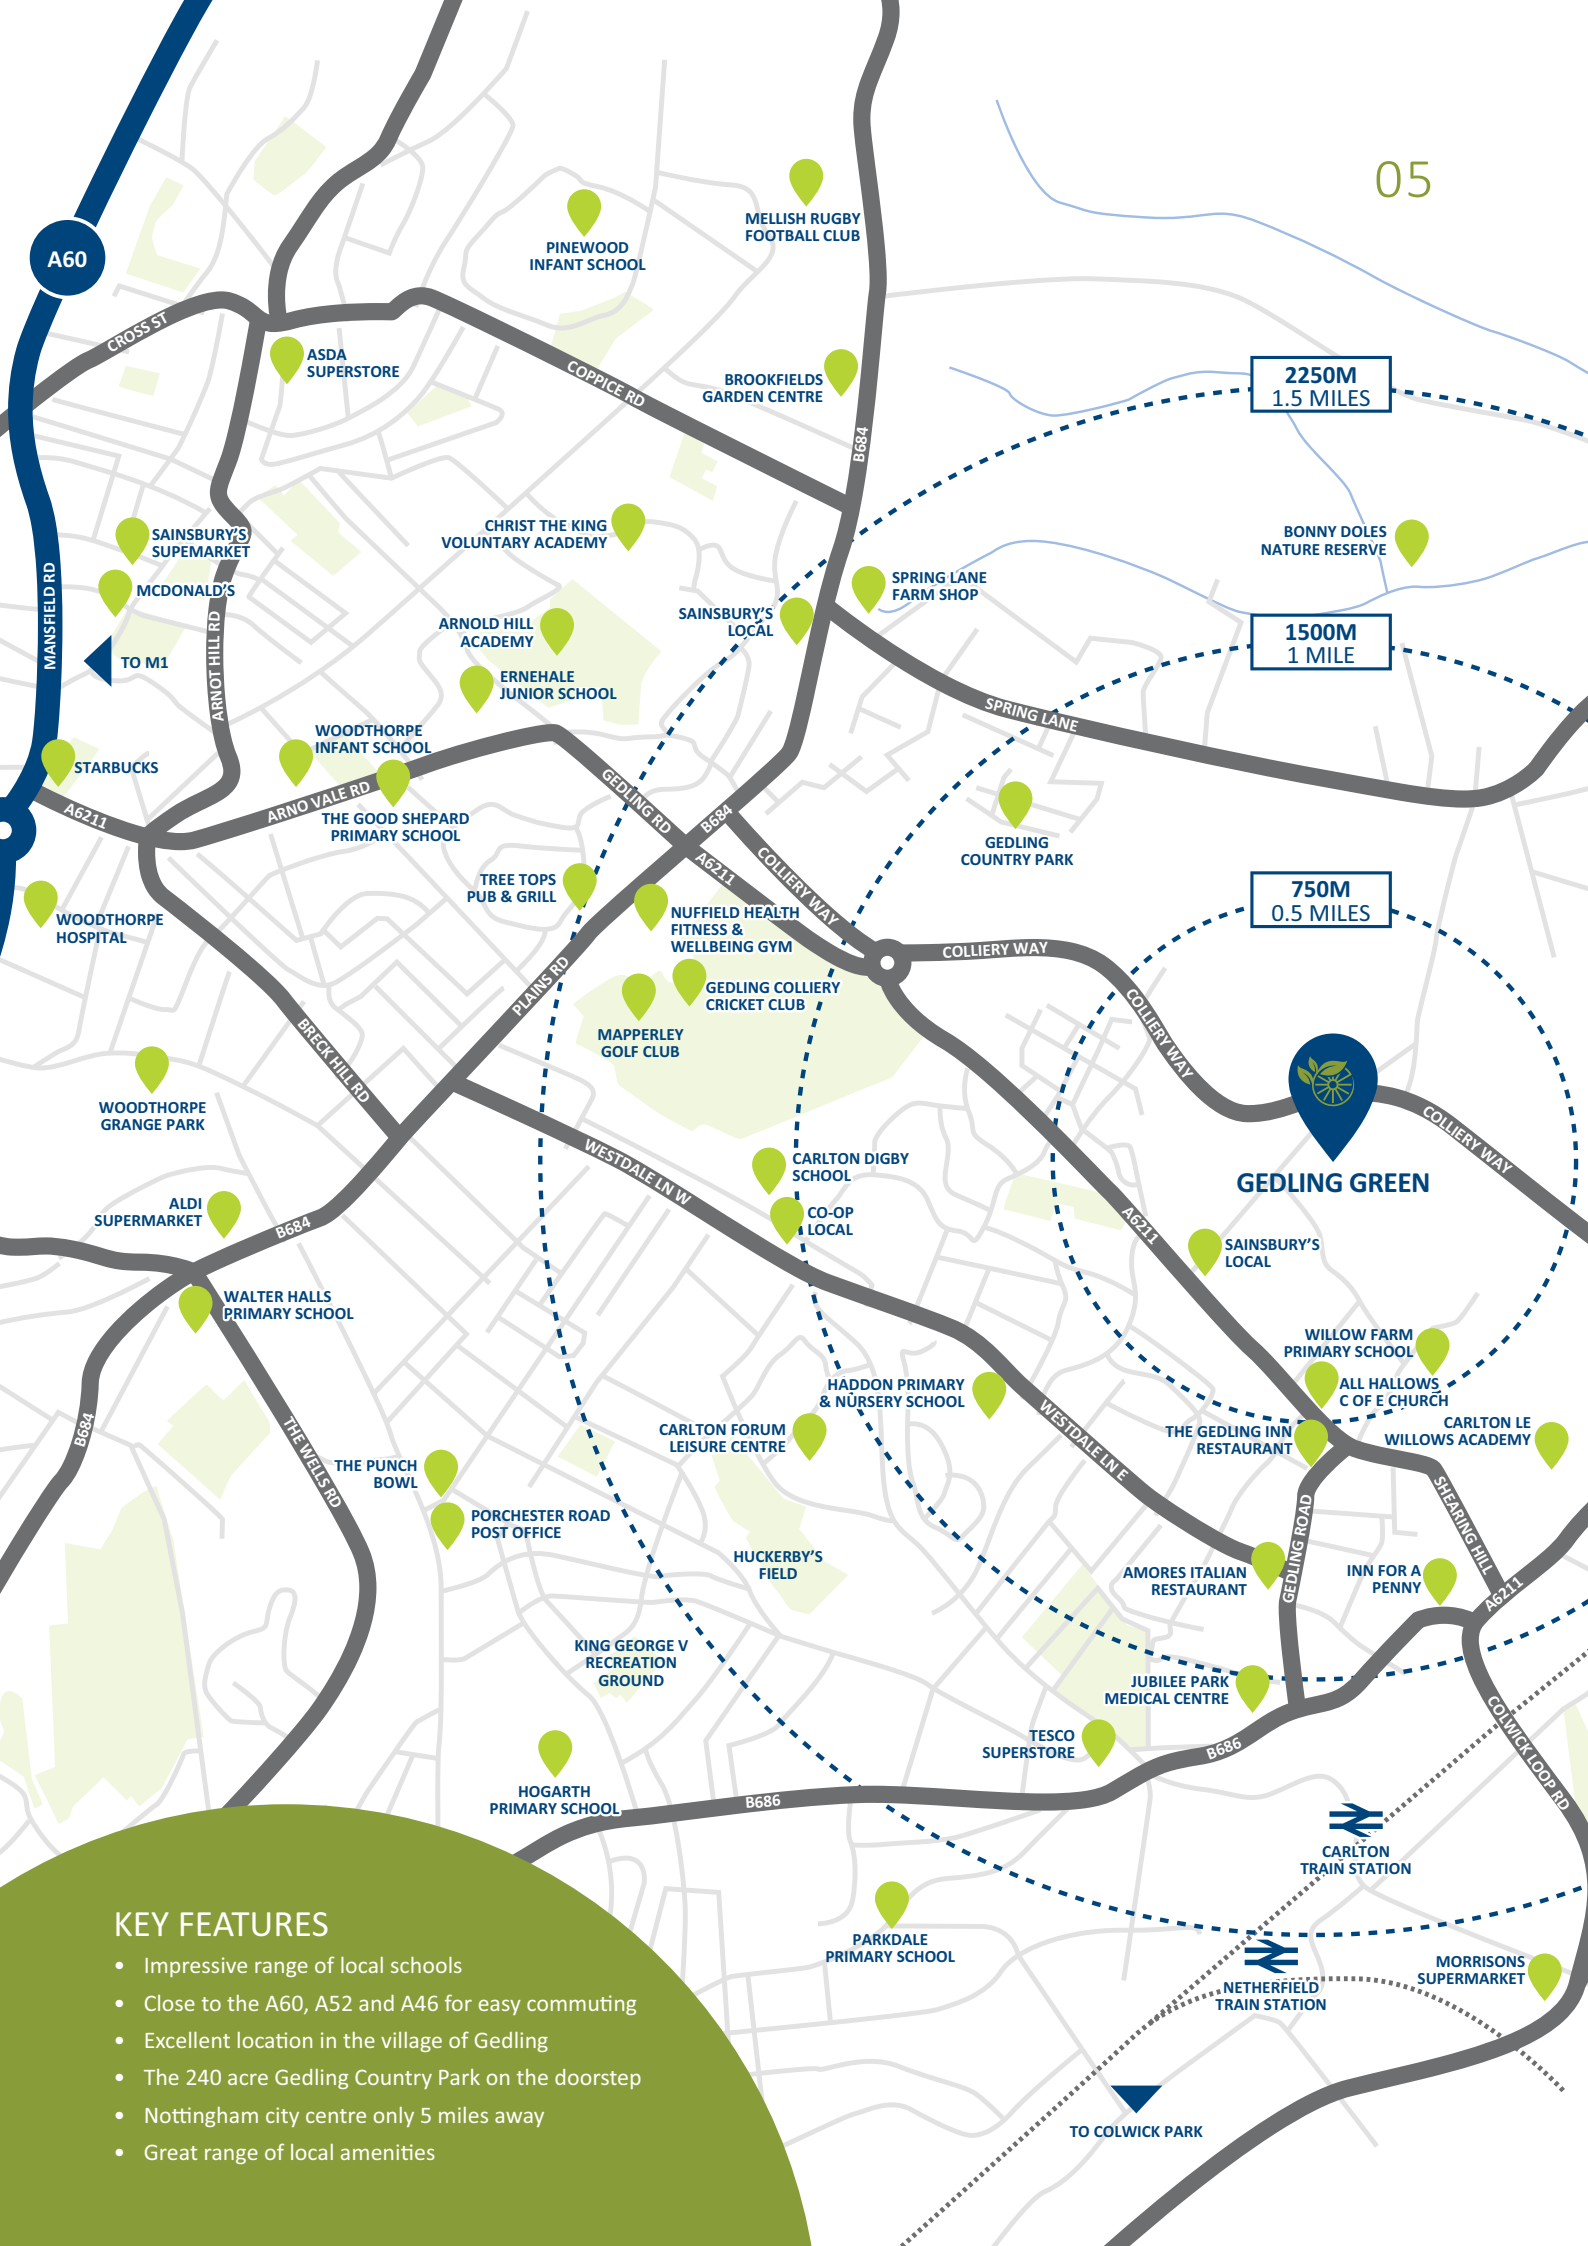 05
MELLISH RUGBY
FOOTBALL CLUB
PINEWOOD
INFANT SCHOOL
A60
CROSS ST
ASDA
SUPERSTORE
COPPICE RD
BROOKFIELDS
GARDEN CENTRE
2250M
1.5 MILES
B684
CHRIST THE KING
VOLUNTARY ACADEMY
SAINSBURY'S
SUPEMARKET
BONNY DOLES
NATURE RESERVE
MCDONALD'S
SPRING LANE
FARM SHOP
MANSFIELD RD
ARNOT HILL RD
ARNOLD HILL
ACADEMY
SAINSBURY'S
LOCAL
1500M
1 MILE
TO M1
ERNEHALE
JUNIOR SCHOOL
SPRING LANE
WOODTHORPE
INFANT SCHOOL
STARBUCKS
A6211
ARNO VALE RD
GEDLING RD
THE GOOD SHEPARD
PRIMARY SCHOOL
B684
A6211
COLLIERY WAY
GEDLING
COUNTRY PARK
TREE TOPS
PUB & GRILL
750M
0.5 MILES
WOODTHORPE
HOSPITAL
NUFFIELD HEALTH
FITNESS &
WELLBEING GYM
COLLIERY WAY
PLAINS RD
GEDLING COLLIERY
CRICKET CLUB
COLLIERY WAY
MAPPERLEY
GOLF CLUB
BRECK HILL RD
WOODTHORPE
GRANGE PARK
COLLIERY WAY
WESTDALE LN W
CARLTON DIGBY
SCHOOL
GEDLING GREEN
ALDI
SUPERMARKET
B684
CO-OP
LOCAL
A6211
SAINSBURY'S
LOCAL
WALTER HALLS
PRIMARY SCHOOL
WILLOW FARM
PRIMARY SCHOOL
HADDON PRIMARY
& NURSERY SCHOOL
ALL HALLOWS
C OF E CHURCH
B684
THE WELLS RD
CARLTON FORUM
LEISURE CENTRE
WESTDALE LN E
THE GEDLING INN
RESTAURANT
CARLTON LE
WILLOWS ACADEMY
THE PUNCH
BOWL
PORCHESTER ROAD
POST OFFICE
SHEARING HILL
GEDLING ROAD
HUCKERBY'S
FIELD
AMORES ITALIAN
RESTAURANT
INN FOR A
PENNY
A6211
KING GEORGE V
RECREATION
GROUND
JUBILEE PARK
MEDICAL CENTRE
TESCO
SUPERSTORE
B686
COLWICK LOOP RD
HOGARTH
PRIMARY SCHOOL
B686
CARLTON
TRAIN STATION
PARKDALE
PRIMARY SCHOOL
MORRISONS
SUPERMARKET
NETHERFIELD
TRAIN STATION
TO COLWICK PARK
KEY FEATURES
• Impressive range of local schools
• Close to the A60, A52 and A46 for easy commuting
• Excellent location in the village of Gedling
• The 240 acre Gedling Country Park on the doorstep
• Nottingham city centre only 5 miles away
• Great range of local amenities